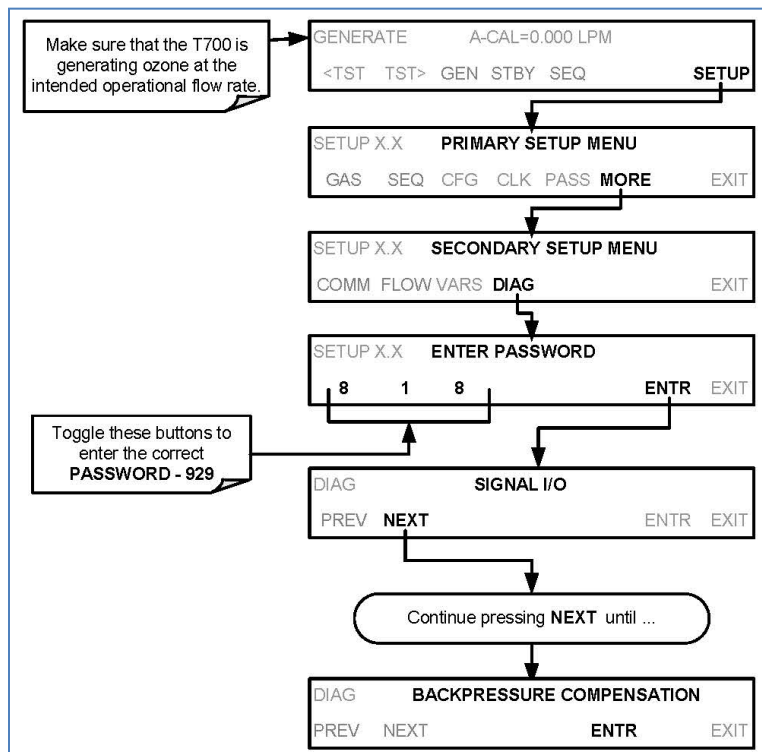 Make sure that the T700 is
generating ozone at the
intended operational flow rate.
GENERATE A-CAL=0.000 LPM
<TST TST> GEN STBY SEQ SETUP
SETUP X.X PRIMARY SETUP MENU
GAS SEQ CFG CLK PASS MORE EXIT
SETUP X.X SECONDARY SETUP MENU
COMM FLOW VARS DIAG EXIT
SETUP X.X ENTER PASSWORD
8 1 8 ENTR EXIT
Toggle these buttons to
enter the correct
PASSWORD - 929
DIAG SIGNAL I/O
PREV NEXT ENTR EXIT
Continue pressing NEXT until ...
DIAG BACKPRESSURE COMPENSATION
PREV NEXT ENTR EXIT